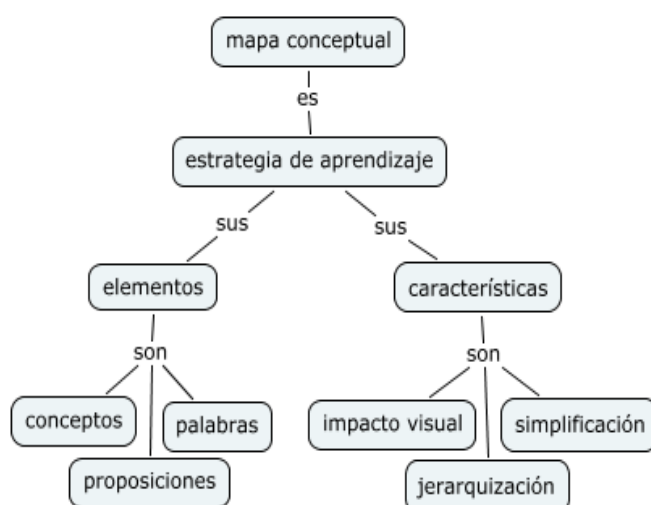 mapa conceptual
es
estrategia de aprendizaje
sus
sus
elementos
características
son
son
conceptos
palabras
proposiciones
impacto visual
simplificación
jerarquización